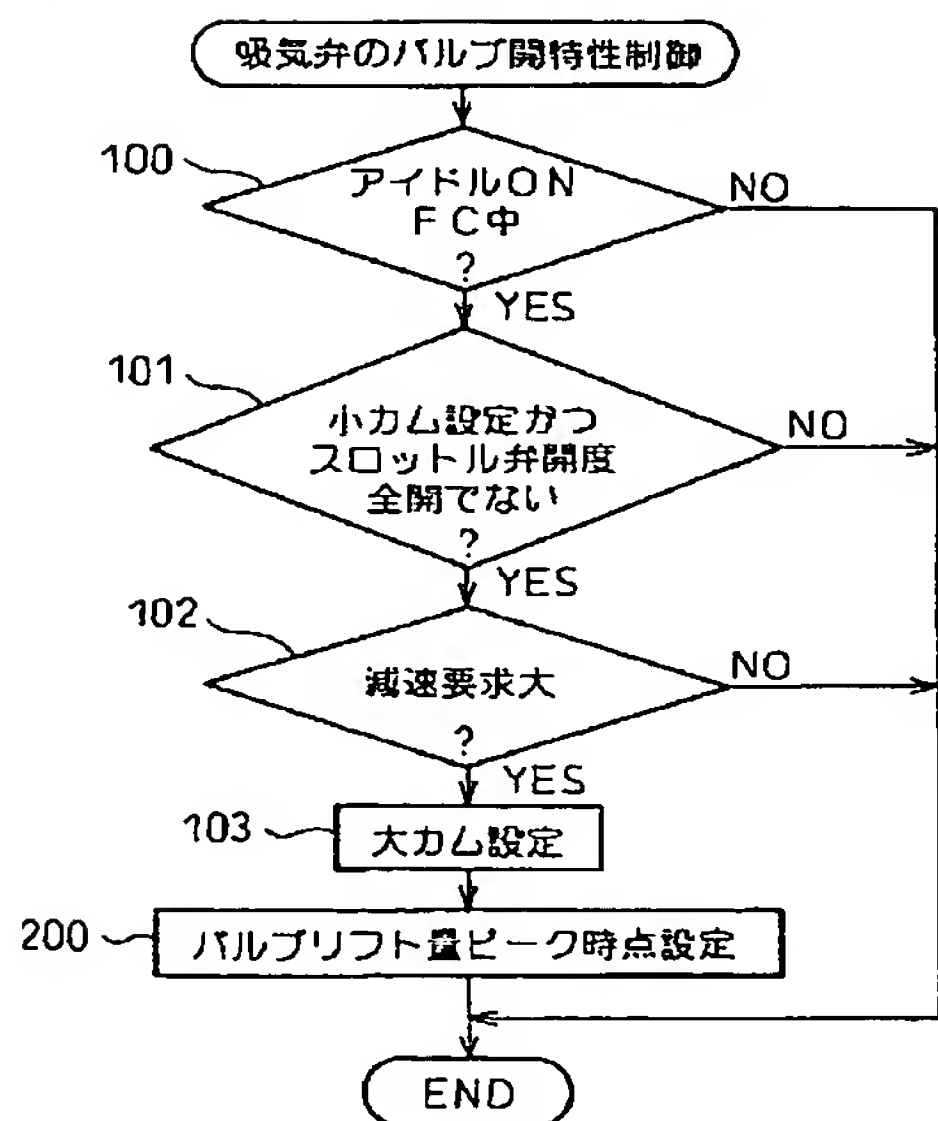 吸気弁のバルブ開特性制御
100
アイドルON
FC中
?
NO
YES
101
小カム設定かつ
スロットル弁開度
全開でない
?
NO
YES
102
減速要求大
?
NO
YES
103
大カム設定
200
バルブリフト量ピーク時点設定
END